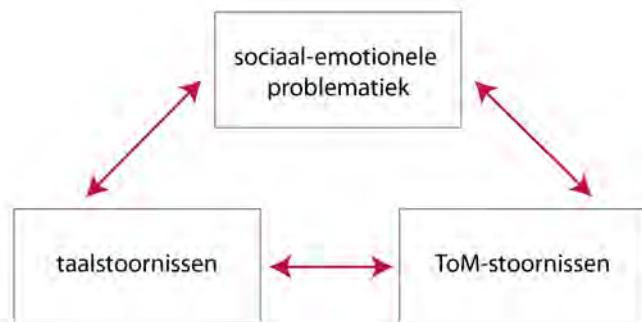 sociaal-emotionele
problematiek
taalstoornissen
ToM-stoornissen